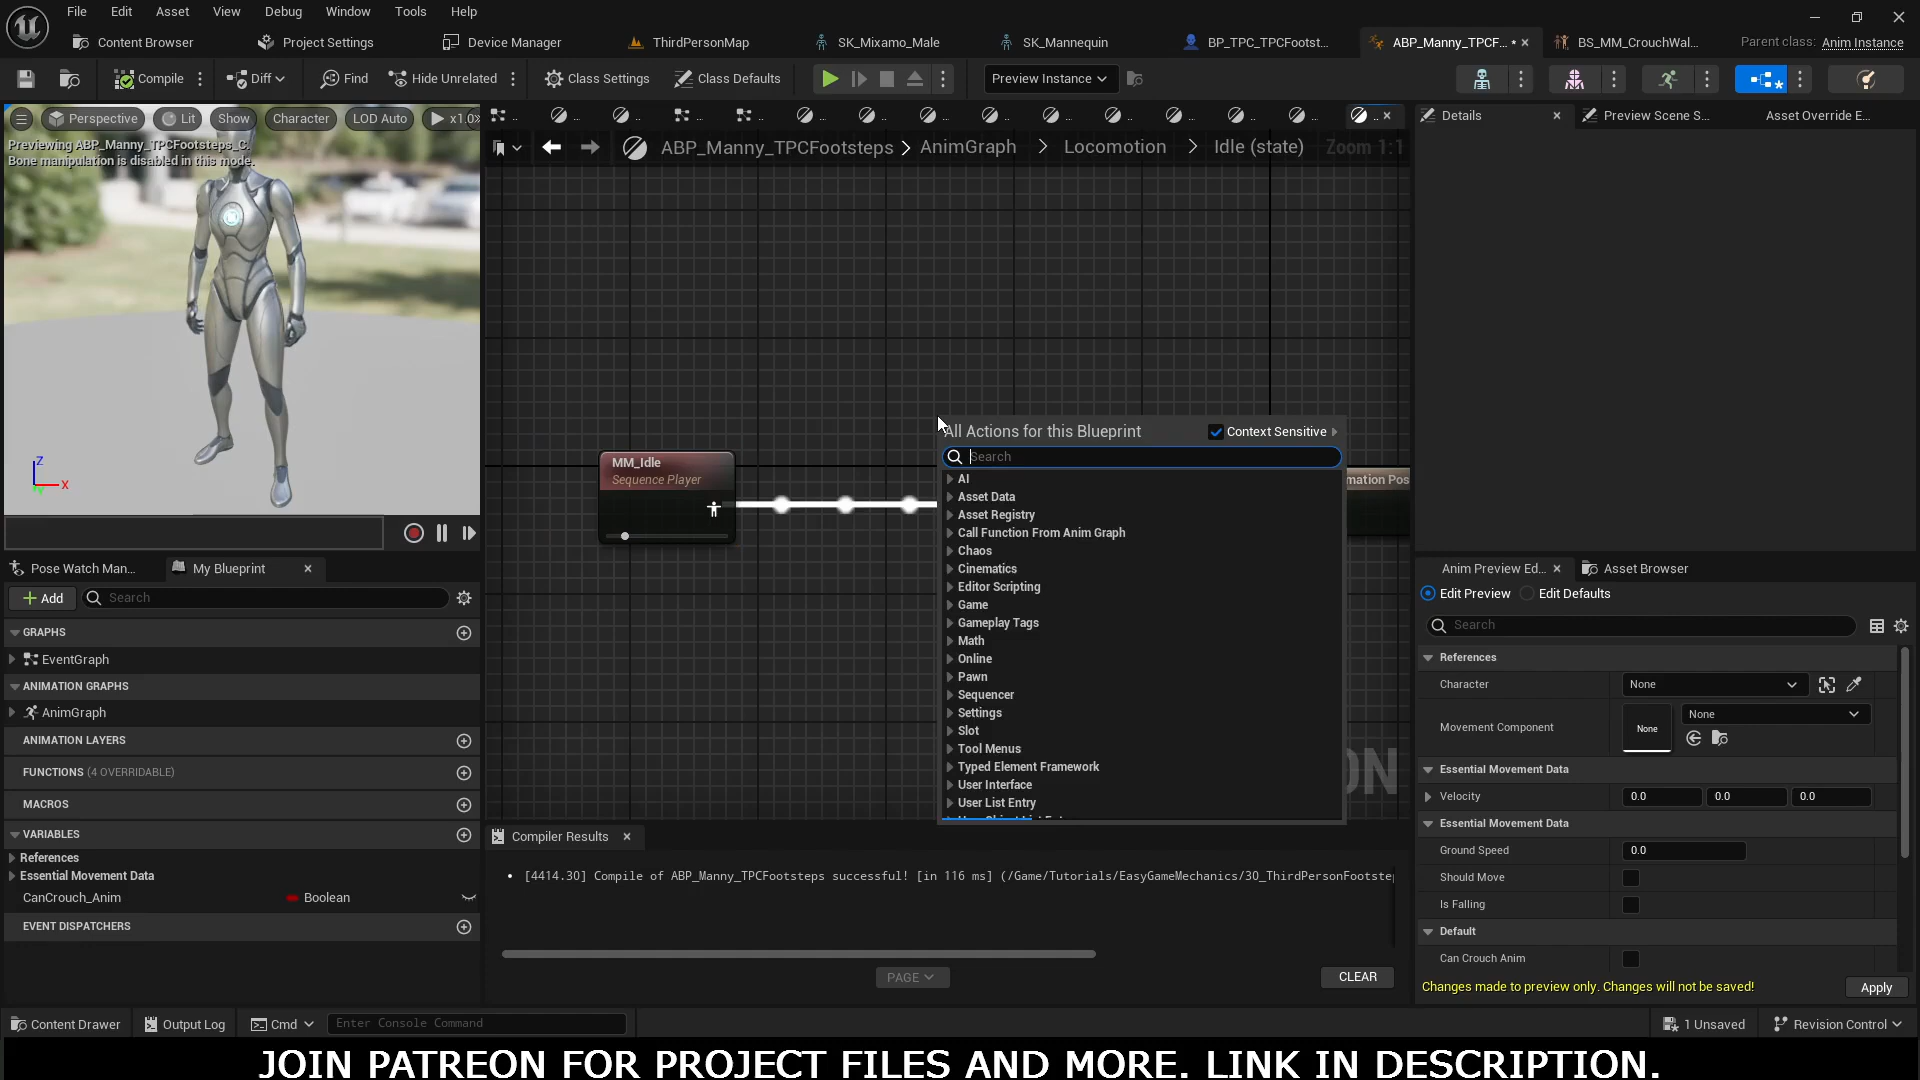 File Edit Asset View Debug Window Tools Help
Content Browser Project Settings Device Manager ThirdPersonMap SK_Mixamo_Male SK_Mannequin BP_TPC_TPCFootst... ABP_Manny_TPCF... * BS_MM_CrouchWal... Parent class: Anim Instance
Compile Diff Find Hide Unrelated Class Settings Class Defaults Preview Instance
Perspective Lit Show Character LOD Auto x1.0
Previewing ABP_Manny_TPCFootsteps_C.
Bone manipulation is disabled in this mode.
ABP_Manny_TPCFootsteps > AnimGraph > Locomotion > Idle (state) Zoom 1:1
Details Preview Scene S... Asset Override E...
MM_Idle
Sequence Player
All Actions for this Blueprint Context Sensitive
Search
AI
Asset Data
Asset Registry
Call Function From Anim Graph
Chaos
Cinematics
Editor Scripting
Game
Gameplay Tags
Math
Online
Pawn
Sequencer
Settings
Slot
Tool Menus
Typed Element Framework
User Interface
User List Entry
mation Pos
ON
Z
X
Y
Pose Watch Man... My Blueprint
Add Search
GRAPHS
EventGraph
ANIMATION GRAPHS
AnimGraph
ANIMATION LAYERS
FUNCTIONS (4 OVERRIDABLE)
MACROS
VARIABLES
References
Essential Movement Data
CanCrouch_Anim Boolean
EVENT DISPATCHERS
Compiler Results
[4414.30] Compile of ABP_Manny_TPCFootsteps successful! [in 116 ms] (/Game/Tutorials/EasyGameMechanics/30_ThirdPersonFootste
PAGE CLEAR
Anim Preview Ed... Asset Browser
Edit Preview Edit Defaults
Search
References
Character None
Movement Component None None
Essential Movement Data
Velocity 0.0 0.0 0.0
Essential Movement Data
Ground Speed 0.0
Should Move
Is Falling
Default
Can Crouch Anim
Changes made to preview only. Changes will not be saved! Apply
Content Drawer Output Log Cmd Enter Console Command 1 Unsaved Revision Control
JOIN PATREON FOR PROJECT FILES AND MORE. LINK IN DESCRIPTION.